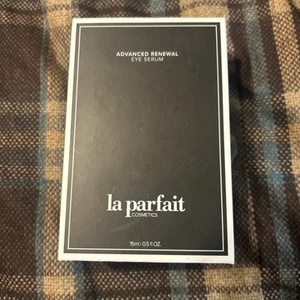 ADVANCED RENEWAL
EYE SERUM
la parfait
COSMETICS
15ml / 0.5 fl OZ.